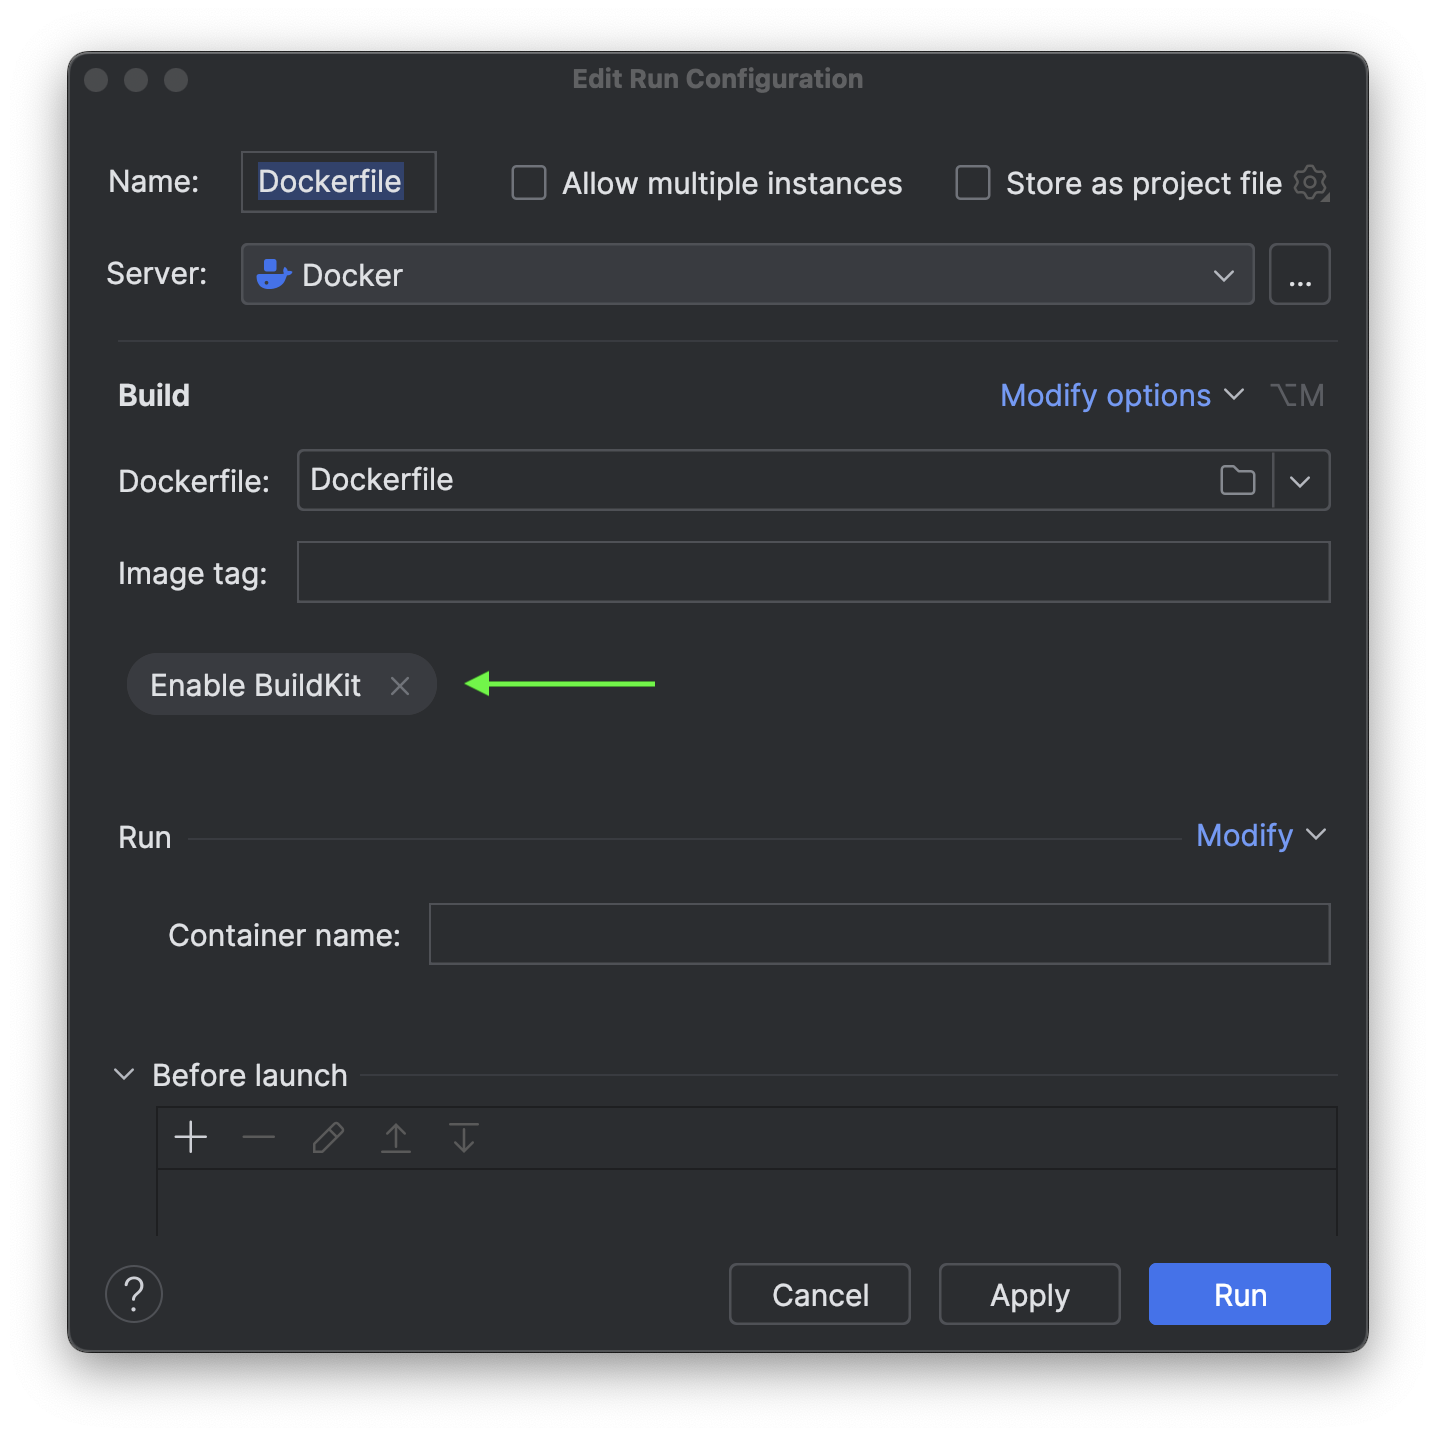 Edit Run Configuration
Name: Dockerfile Allow multiple instances Store as project file
Server: Docker ...
Build Modify options ⌥M
Dockerfile: Dockerfile
Image tag:
Enable BuildKit
Run Modify
Container name:
Before launch
? Cancel Apply Run